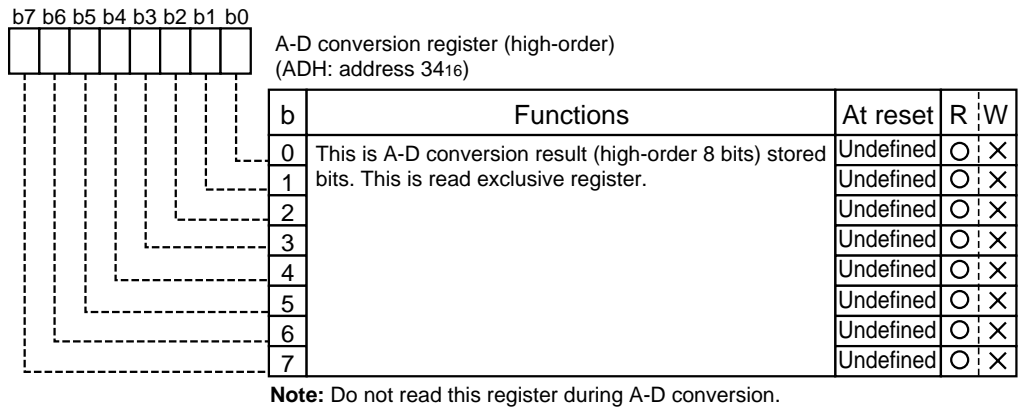 b7 b6 b5 b4 b3 b2 b1 b0
A-D conversion register (high-order)
(ADH: address 3416)
b Functions At reset R W
0 This is A-D conversion result (high-order 8 bits) stored Undefined ○ ×
1 bits. This is read exclusive register. Undefined ○ ×
2 Undefined ○ ×
3 Undefined ○ ×
4 Undefined ○ ×
5 Undefined ○ ×
6 Undefined ○ ×
7 Undefined ○ ×
Note: Do not read this register during A-D conversion.